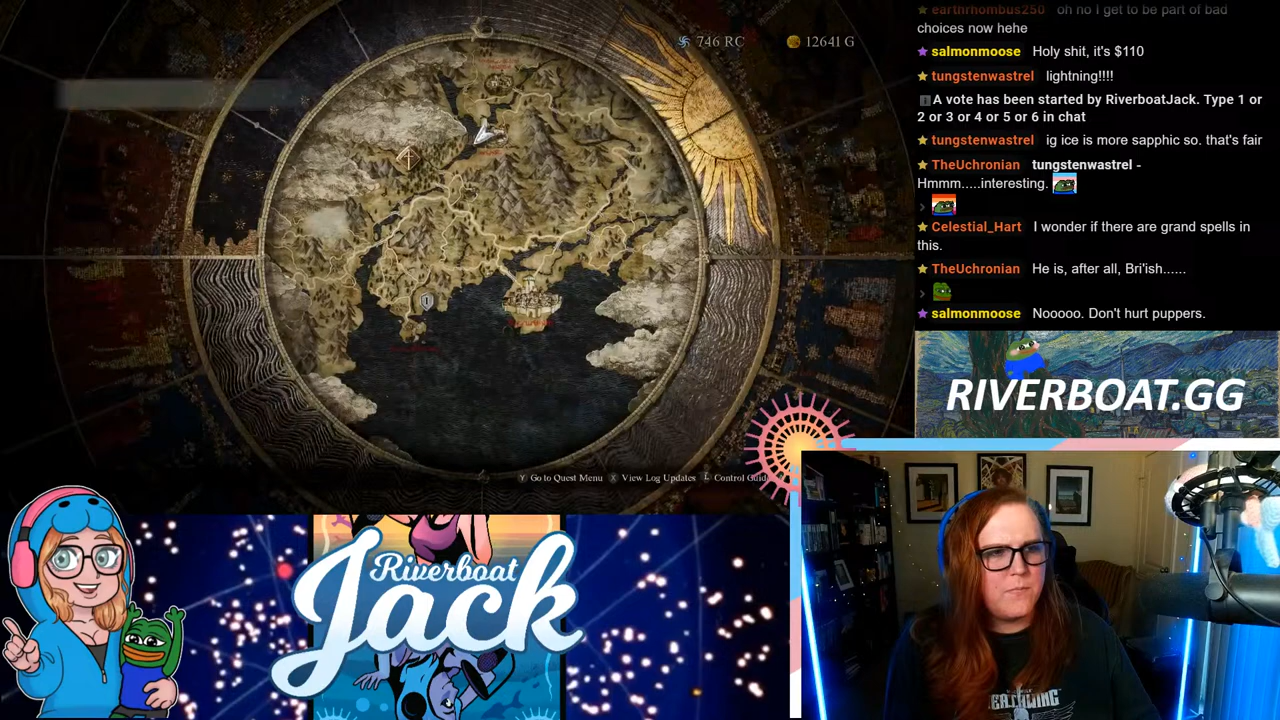 earthrhombus250 oh no I get to be part of bad
choices now hehe
salmonmoose Holy shit, it's $110
tungstenwastrel lightning!!!!
A vote has been started by RiverboatJack. Type 1 or
2 or 3 or 4 or 5 or 6 in chat
tungstenwastrel ig ice is more sapphic so. that's fair
TheUchronian tungstenwastrel -
Hmmm.....interesting.
Celestial_Hart I wonder if there are grand spells in
this.
TheUchronian He is, after all, Bri'ish......
salmonmoose Nooooo. Don't hurt puppers.
746 RC 12641 G
Y Go to Quest Menu X View Log Updates L Control Guide
RIVERBOAT.GG
Riverboat
Jack